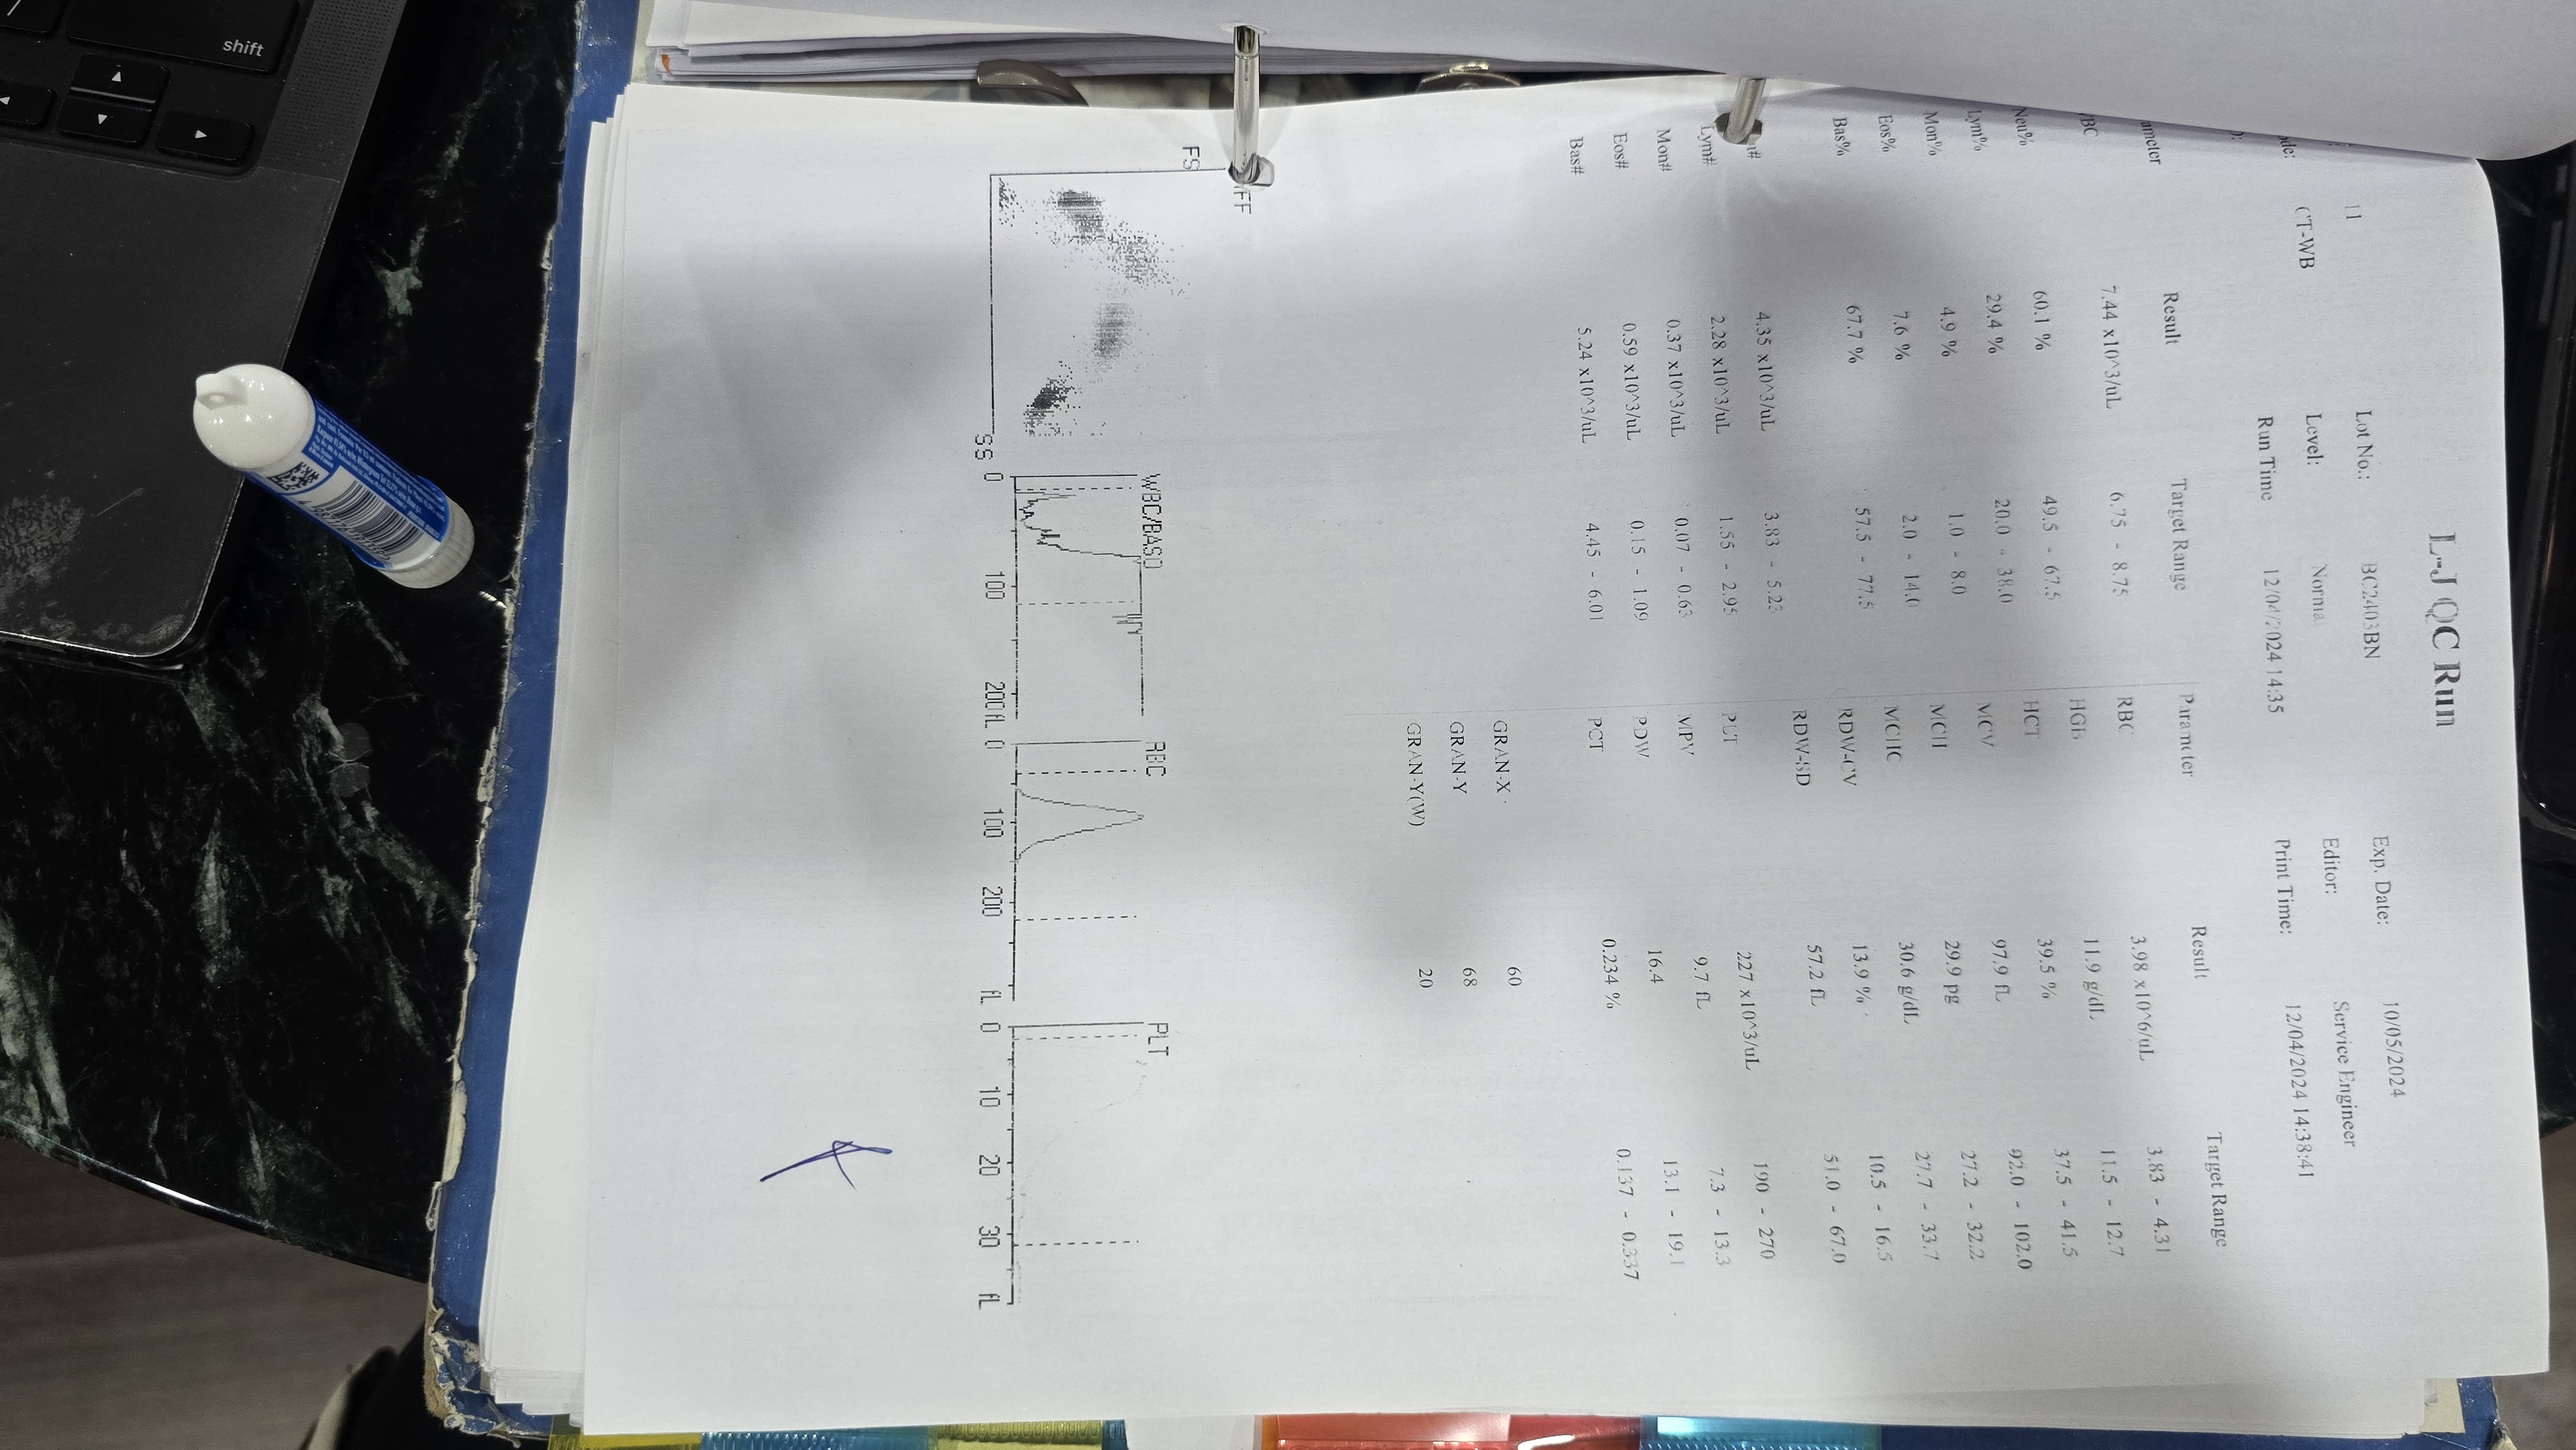 L-J QC Run
11 Lot No.: BC2403BN Exp. Date: 10/05/2024
CT-WB Level: Norma Editor: Service Engineer
Run Time 12/04/2024 14:35 Print Time: 12/04/2024 14:38:41
ameter Result Target Range Parameter Result Target Range
BC 7.44 x10^3/uL 6.75 - 8.75 RBC 3.98 x10^6/uL 3.83 - 4.31
HGB 11.9 g/dL 11.5 - 12.7
Neu% 60.1 % 49.5 - 67.5 HCT 39.5 % 37.5 - 41.5
Lym% 29.4 % 20.0 - 38.0 MCV 97.9 fL 92.0 - 102.0
Mon% 4.9 % 1.0 - 8.0 MCH 29.9 pg 27.2 - 32.2
Eos% 7.6 % 2.0 - 14.0 MCHC 30.6 g/dL 27.7 - 33.7
Bas% 67.7 % 57.5 - 77.5 RDW-CV 13.9 % 10.5 - 16.5
RDW-SD 57.2 fL 51.0 - 67.0
# 4.35 x10^3/uL 3.83 - 5.23
Lym# 2.28 x10^3/uL 1.55 - 2.95 PLT 227 x10^3/uL 190 - 270
Mon# 0.37 x10^3/uL 0.07 - 0.63 MPV 9.7 fL 7.3 - 13.3
Eos# 0.59 x10^3/uL 0.15 - 1.09 PDW 16.4 13.1 - 19.1
Bas# 5.24 x10^3/uL 4.45 - 6.01 PCT 0.234 % 0.137 - 0.337
GRAN-X 60
GRAN-Y 68
GRAN-Y(W) 20
FF
FS WBC/BASO RBC PLT
SS 0 100 200 fL 0 100 200 fL 0 10 20 30 fL
shift